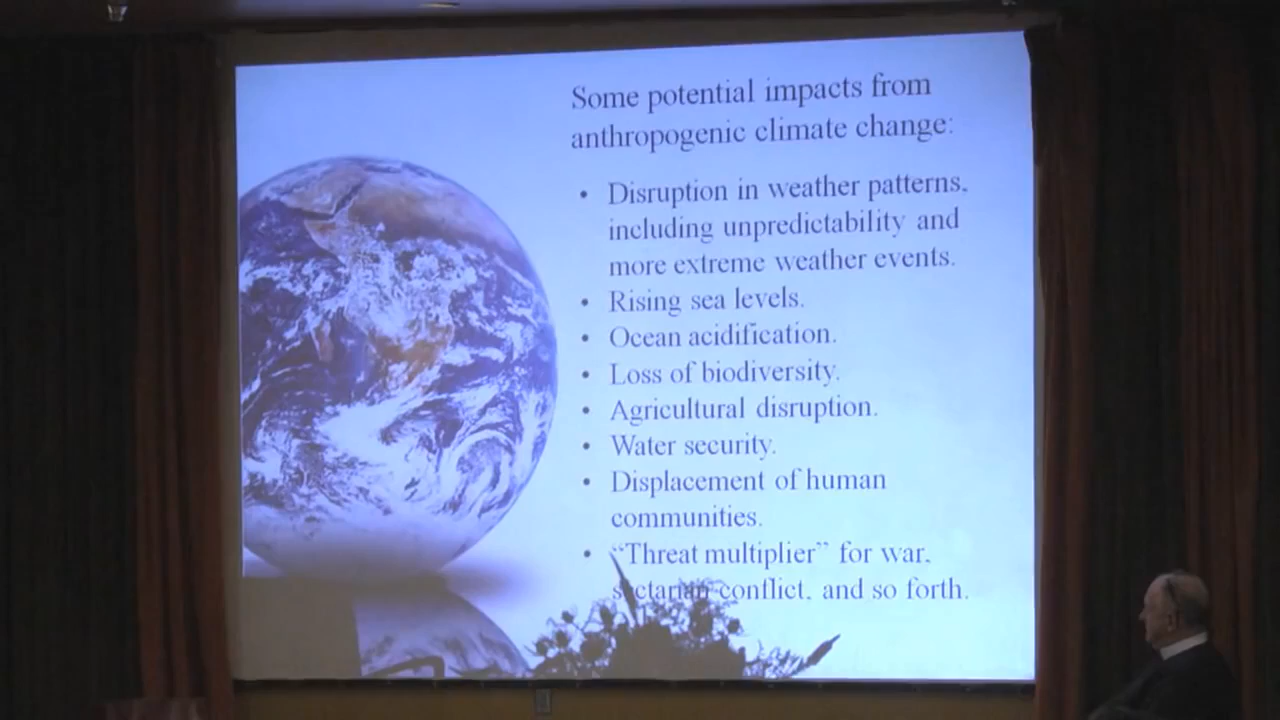 Some potential impacts from
anthropogenic climate change:
• Disruption in weather patterns,
including unpredictability and
more extreme weather events.
• Rising sea levels.
• Ocean acidification.
• Loss of biodiversity.
• Agricultural disruption.
• Water security.
• Displacement of human
communities.
• “Threat multiplier” for war,
sectarian conflict, and so forth.